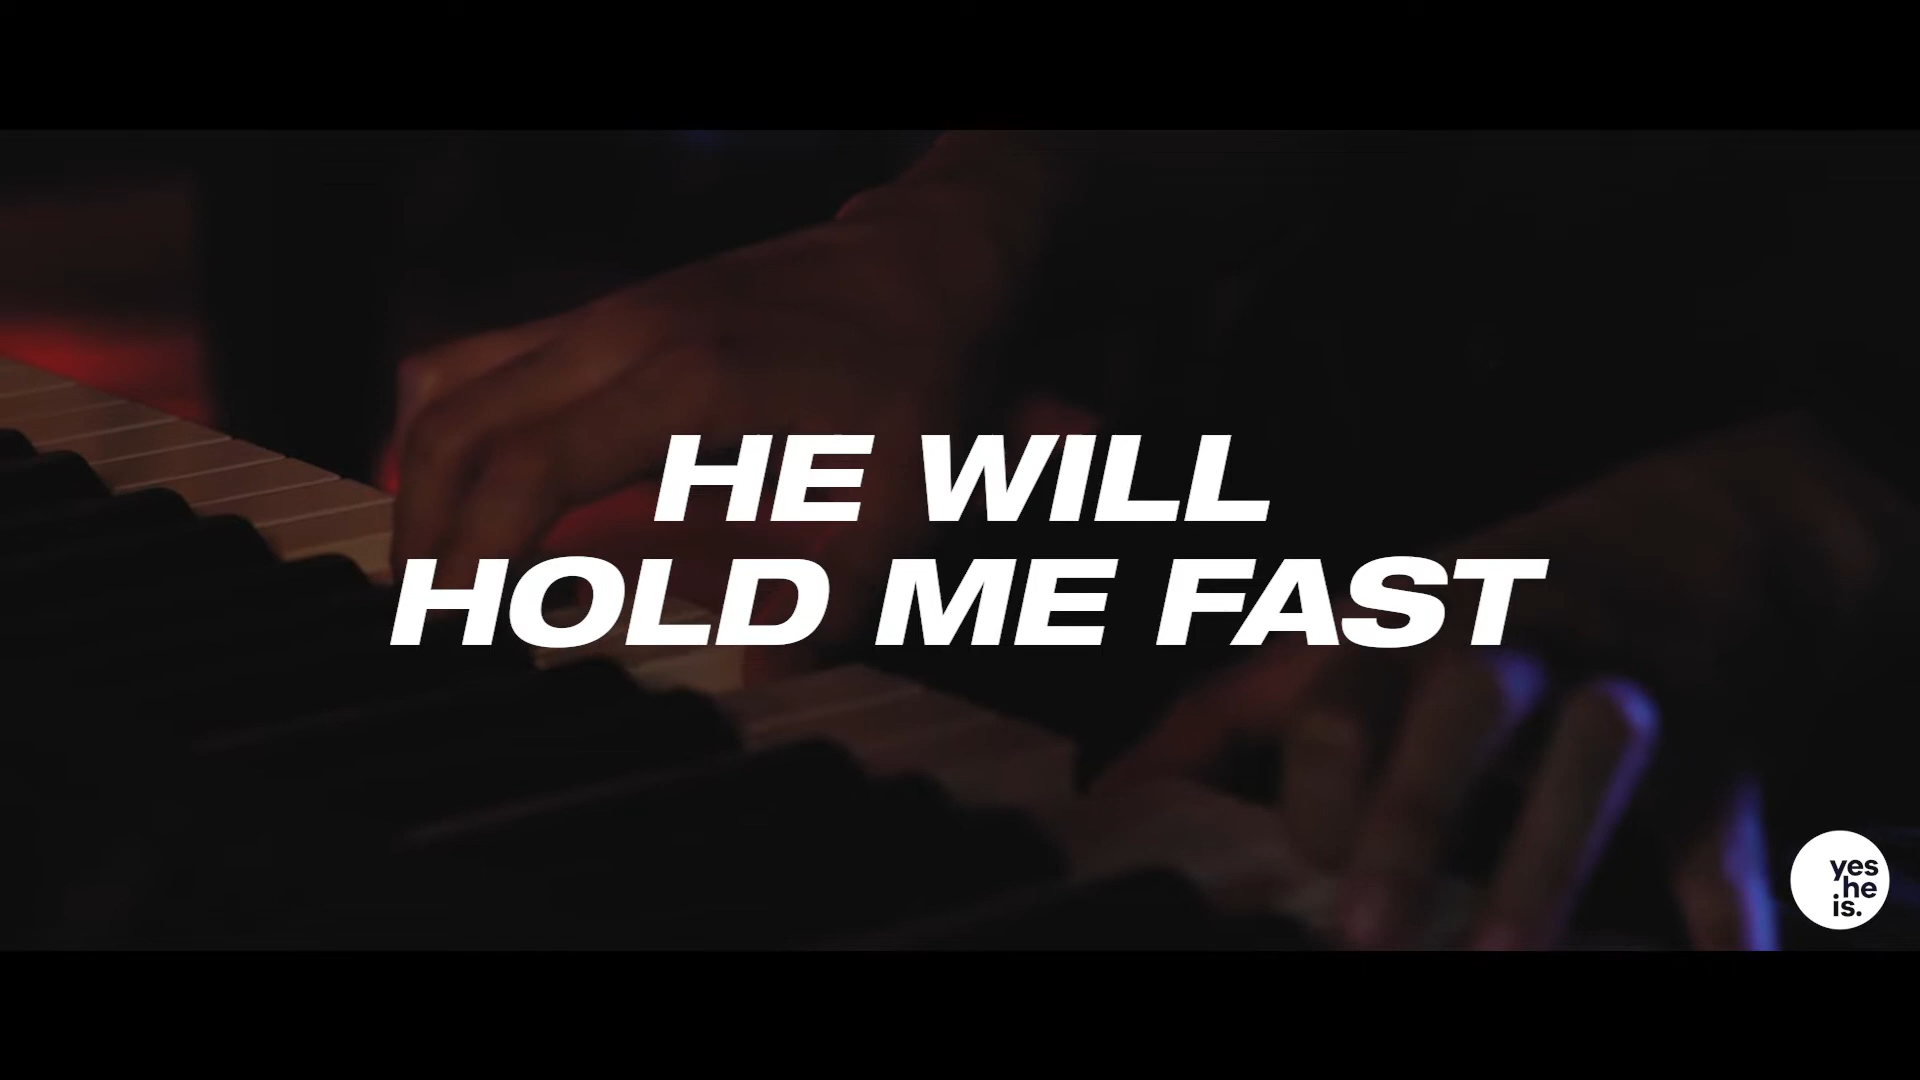 HE WILL
HOLD ME FAST
yes
he
is.